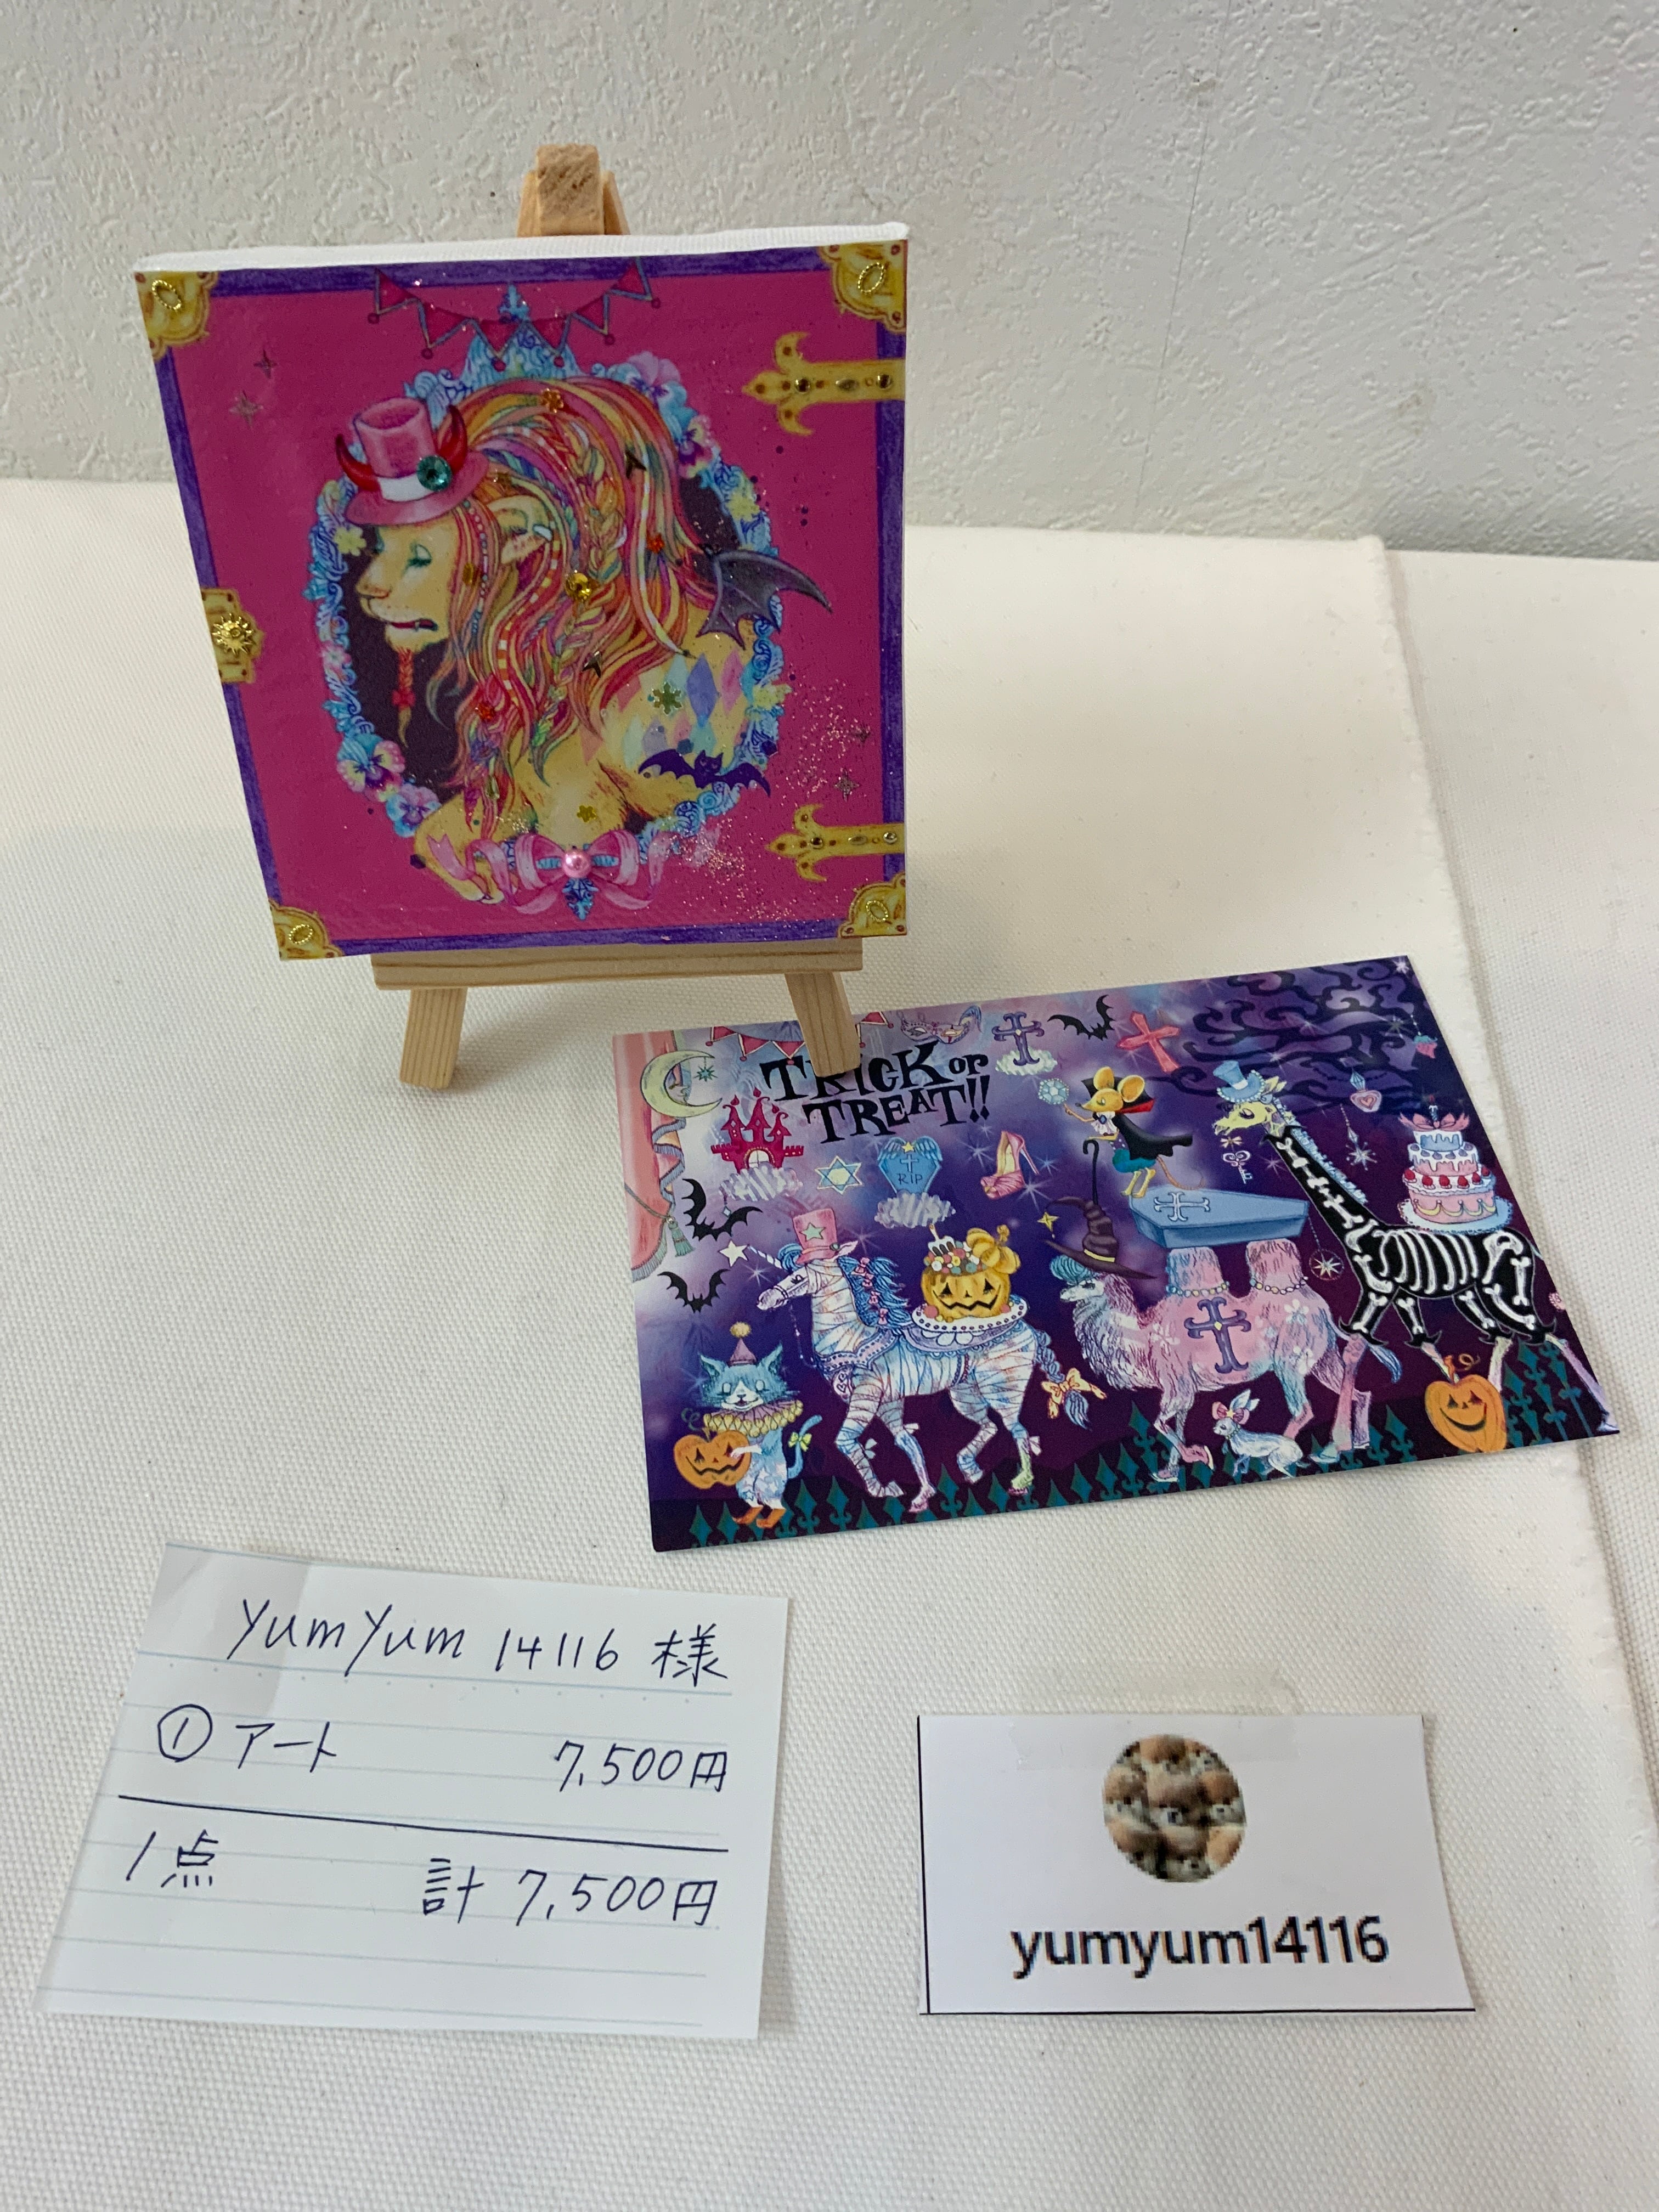 TRICK or
TREAT!!
RIP
yumyum 14116 様
① アート 7,500円
1点 計 7,500円
yumyum14116